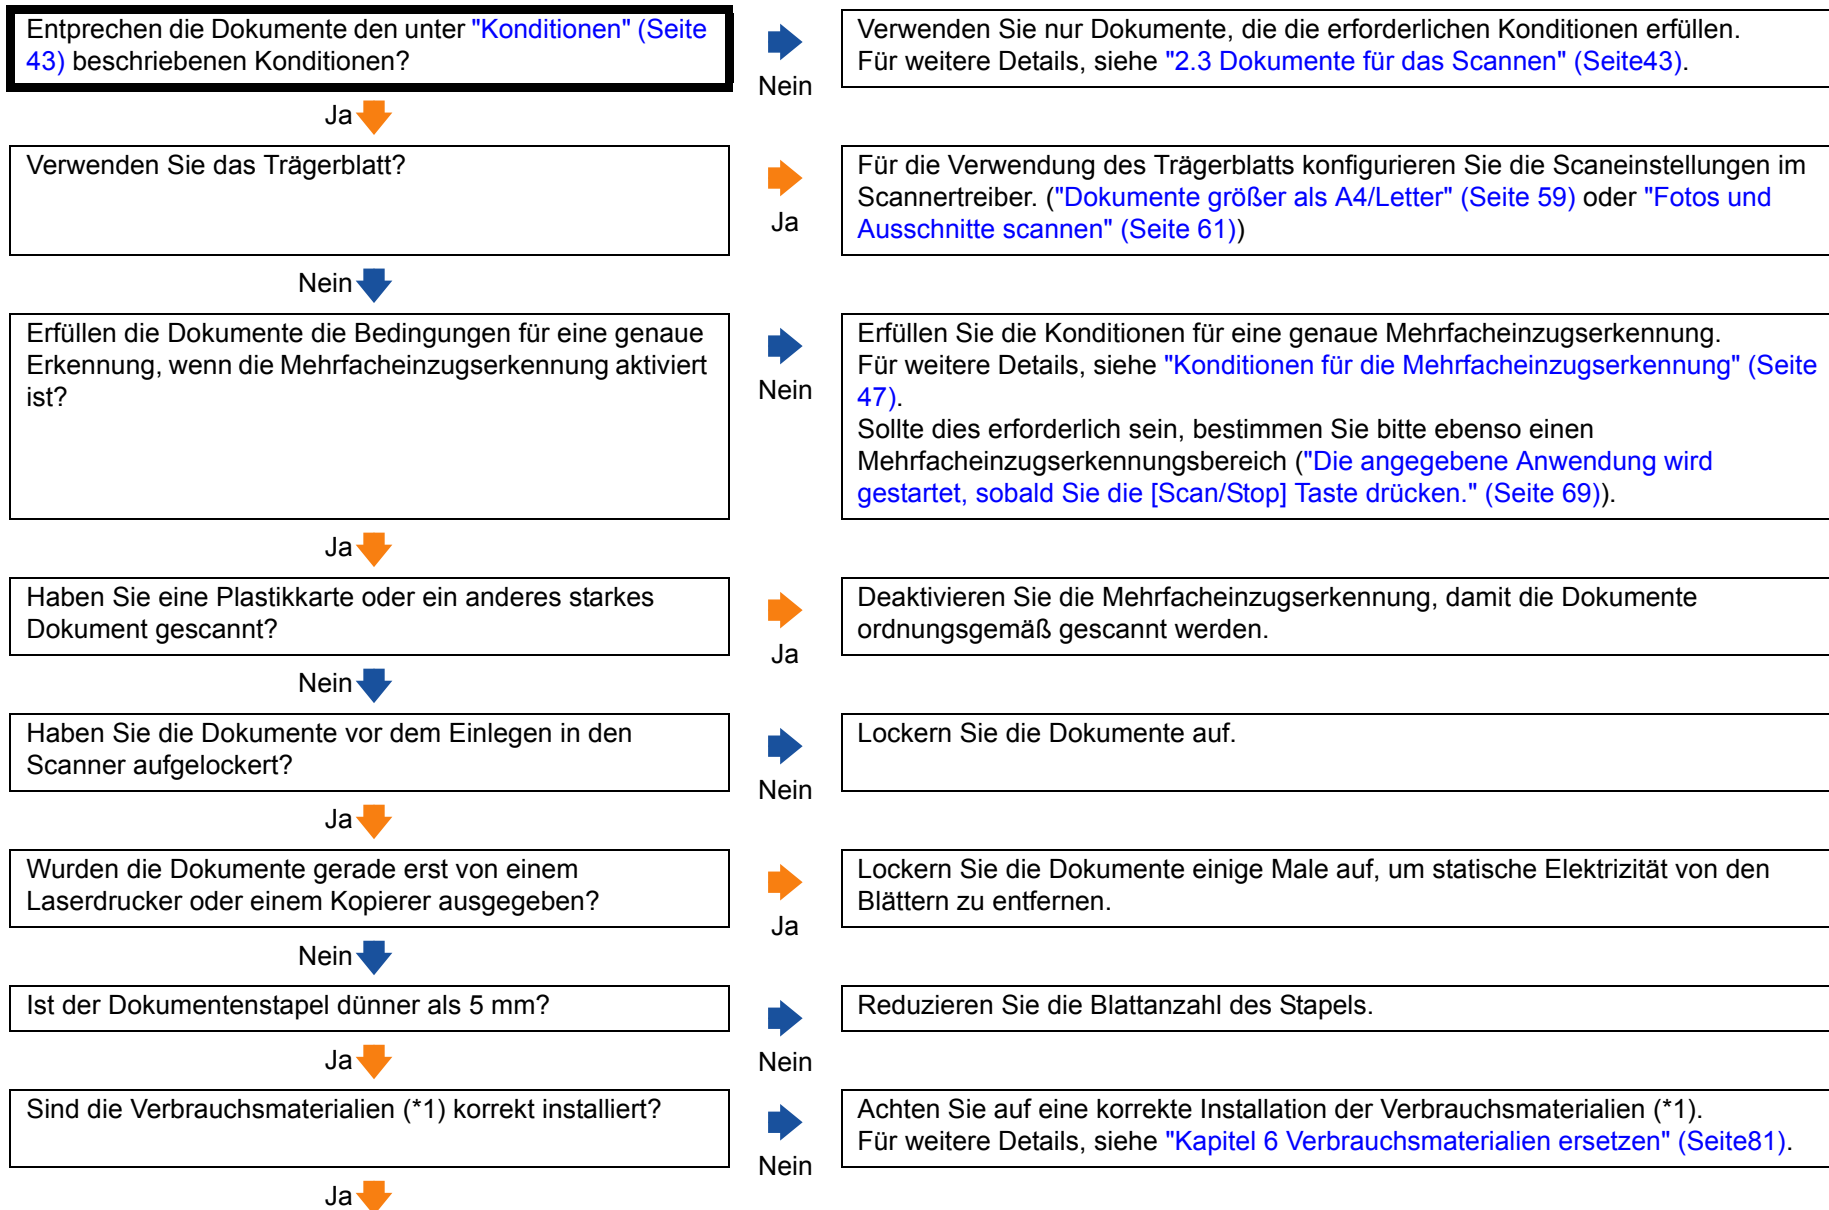 Entprechen die Dokumente den unter "Konditionen" (Seite
43) beschriebenen Konditionen?
Nein
Verwenden Sie nur Dokumente, die die erforderlichen Konditionen erfüllen.
Für weitere Details, siehe "2.3 Dokumente für das Scannen" (Seite43).
Ja
Verwenden Sie das Trägerblatt?
Ja
Für die Verwendung des Trägerblatts konfigurieren Sie die Scaneinstellungen im
Scannertreiber. ("Dokumente größer als A4/Letter" (Seite 59) oder "Fotos und
Ausschnitte scannen" (Seite 61))
Nein
Erfüllen die Dokumente die Bedingungen für eine genaue
Erkennung, wenn die Mehrfacheinzugserkennung aktiviert
ist?
Nein
Erfüllen Sie die Konditionen für eine genaue Mehrfacheinzugserkennung.
Für weitere Details, siehe "Konditionen für die Mehrfacheinzugserkennung" (Seite
47).
Sollte dies erforderlich sein, bestimmen Sie bitte ebenso einen
Mehrfacheinzugserkennungsbereich ("Die angegebene Anwendung wird
gestartet, sobald Sie die [Scan/Stop] Taste drücken." (Seite 69)).
Ja
Haben Sie eine Plastikkarte oder ein anderes starkes
Dokument gescannt?
Ja
Deaktivieren Sie die Mehrfacheinzugserkennung, damit die Dokumente
ordnungsgemäß gescannt werden.
Nein
Haben Sie die Dokumente vor dem Einlegen in den
Scanner aufgelockert?
Nein
Lockern Sie die Dokumente auf.
Ja
Wurden die Dokumente gerade erst von einem
Laserdrucker oder einem Kopierer ausgegeben?
Ja
Lockern Sie die Dokumente einige Male auf, um statische Elektrizität von den
Blättern zu entfernen.
Nein
Ist der Dokumentenstapel dünner als 5 mm?
Nein
Reduzieren Sie die Blattanzahl des Stapels.
Ja
Sind die Verbrauchsmaterialien (*1) korrekt installiert?
Nein
Achten Sie auf eine korrekte Installation der Verbrauchsmaterialien (*1).
Für weitere Details, siehe "Kapitel 6 Verbrauchsmaterialien ersetzen" (Seite81).
Ja